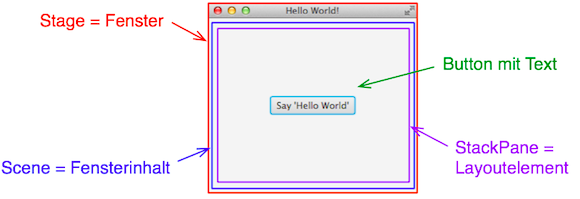 Hello World!
Stage = Fenster
Button mit Text
Say 'Hello World'
Scene = Fensterinhalt
StackPane =
Layoutelement